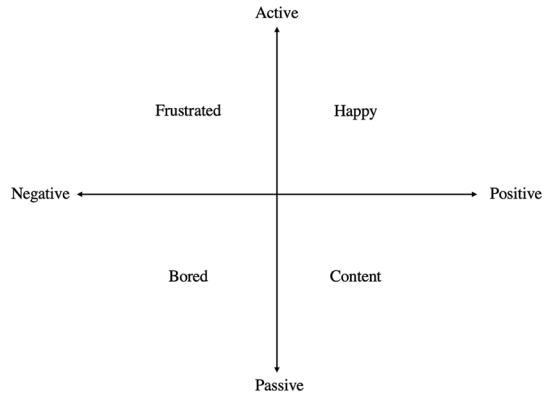 Active
Frustrated Happy
Negative Positive
Bored Content
Passive